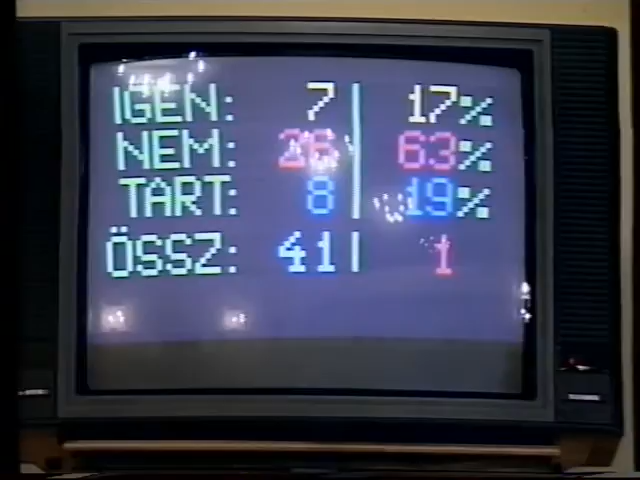 IGEN: 7 | 17%
NEM: 26 63%
TART: 8 | 19%
ÖSSZ: 41 | 1